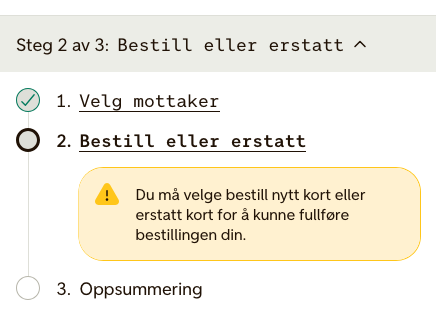 Steg 2 av 3: Bestill eller erstatt
1. Velg mottaker
2. Bestill eller erstatt
Du må velge bestill nytt kort eller
erstatt kort for å kunne fullføre
bestillingen din.
3. Oppsummering